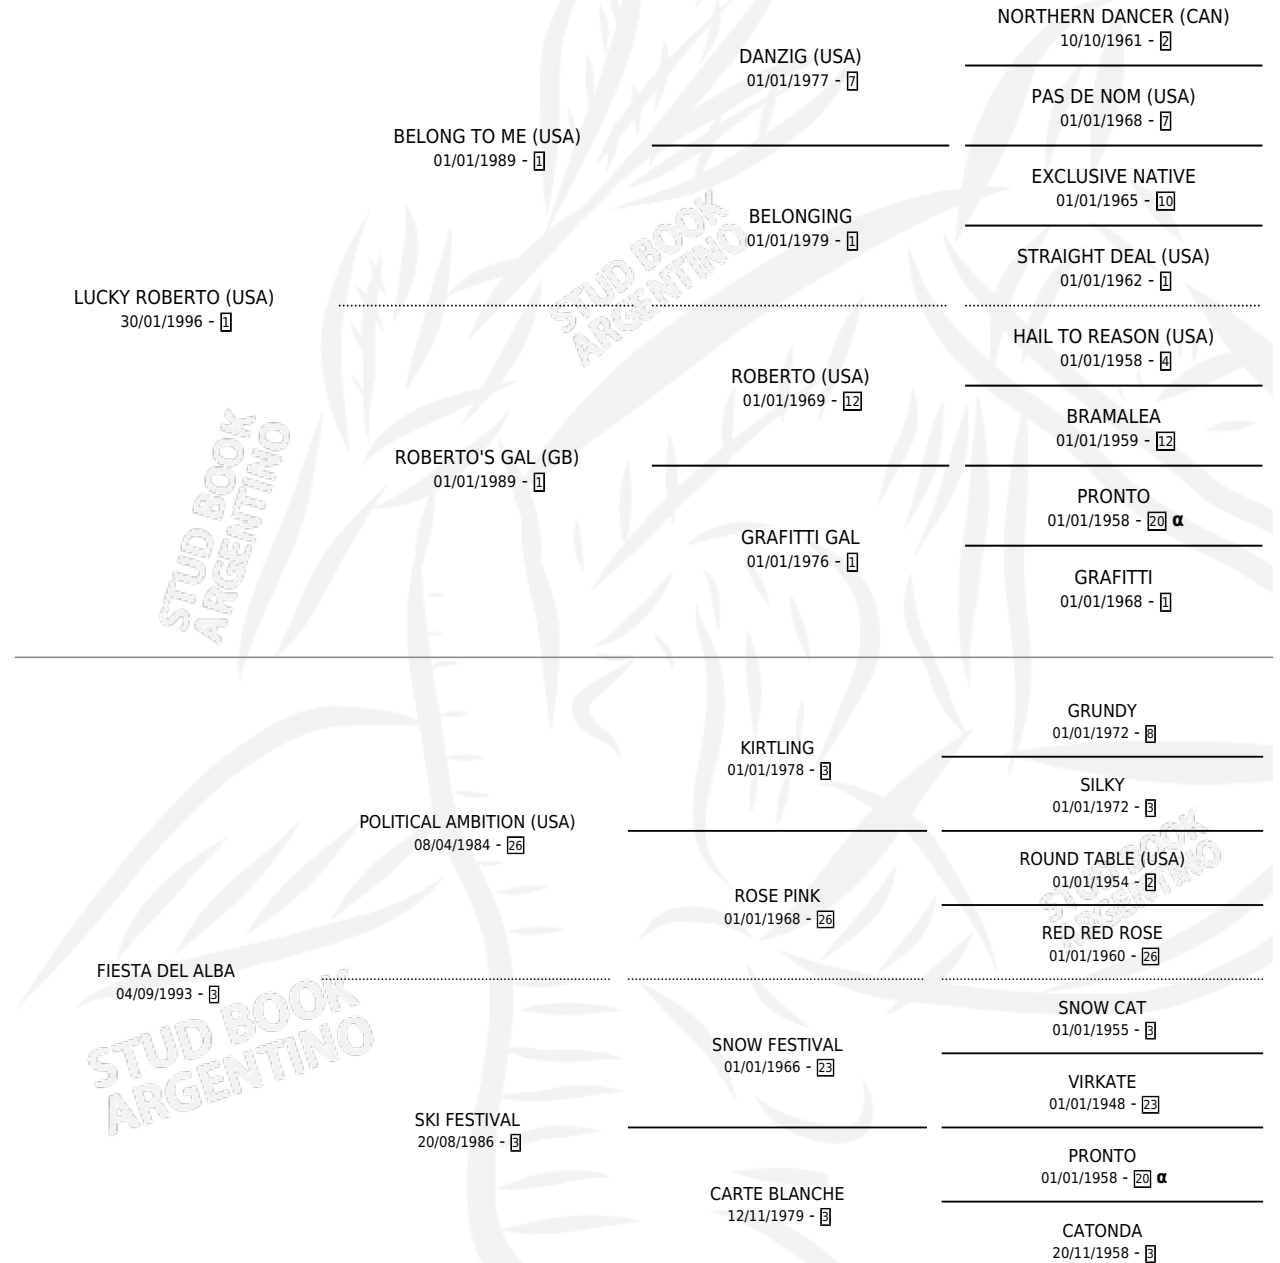 NORTHERN DANCER (CAN)
10/10/1961 - 2
DANZIG (USA)
01/01/1977 - 7
PAS DE NOM (USA)
01/01/1968 - 7
BELONG TO ME (USA)
01/01/1989 - 1
EXCLUSIVE NATIVE
01/01/1965 - 10
BELONGING
01/01/1979 - 1
STRAIGHT DEAL (USA)
01/01/1962 - 1
LUCKY ROBERTO (USA)
30/01/1996 - 1
HAIL TO REASON (USA)
01/01/1958 - 4
ROBERTO (USA)
01/01/1969 - 12
BRAMALEA
01/01/1959 - 12
ROBERTO'S GAL (GB)
01/01/1989 - 1
PRONTO
01/01/1958 - 20 α
GRAFITTI GAL
01/01/1976 - 1
GRAFITTI
01/01/1968 - 1
GRUNDY
01/01/1972 - 8
KIRTLING
01/01/1978 - 3
SILKY
01/01/1972 - 3
POLITICAL AMBITION (USA)
08/04/1984 - 26
ROUND TABLE (USA)
01/01/1954 - 2
ROSE PINK
01/01/1968 - 26
RED RED ROSE
01/01/1960 - 26
FIESTA DEL ALBA
04/09/1993 - 3
SNOW CAT
01/01/1955 - 3
SNOW FESTIVAL
01/01/1966 - 23
VIRKATE
01/01/1948 - 23
SKI FESTIVAL
20/08/1986 - 3
PRONTO
01/01/1958 - 20 α
CARTE BLANCHE
12/11/1979 - 3
CATONDA
20/11/1958 - 3
STUD BOOK
ARGENTINO
STUD BOOK
ARGENTINO
STUD BOOK
ARGENTINO
STUD BOOK
ARGENTINO